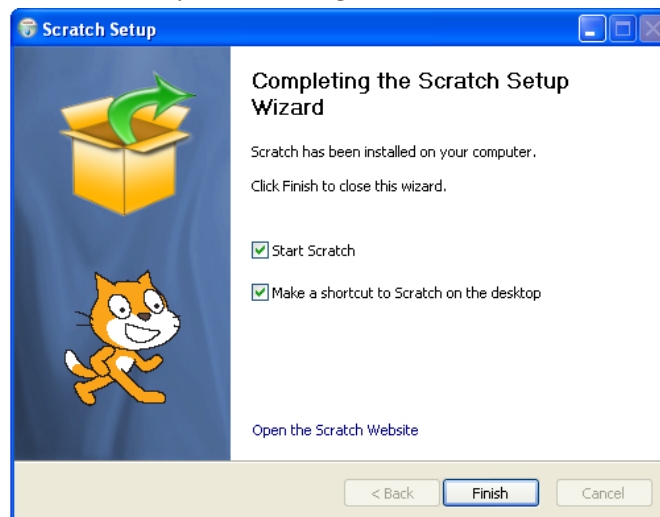 Scratch Setup
Completing the Scratch Setup
Wizard
Scratch has been installed on your computer.
Click Finish to close this wizard.
Start Scratch
Make a shortcut to Scratch on the desktop
Open the Scratch Website
< Back
Finish
Cancel